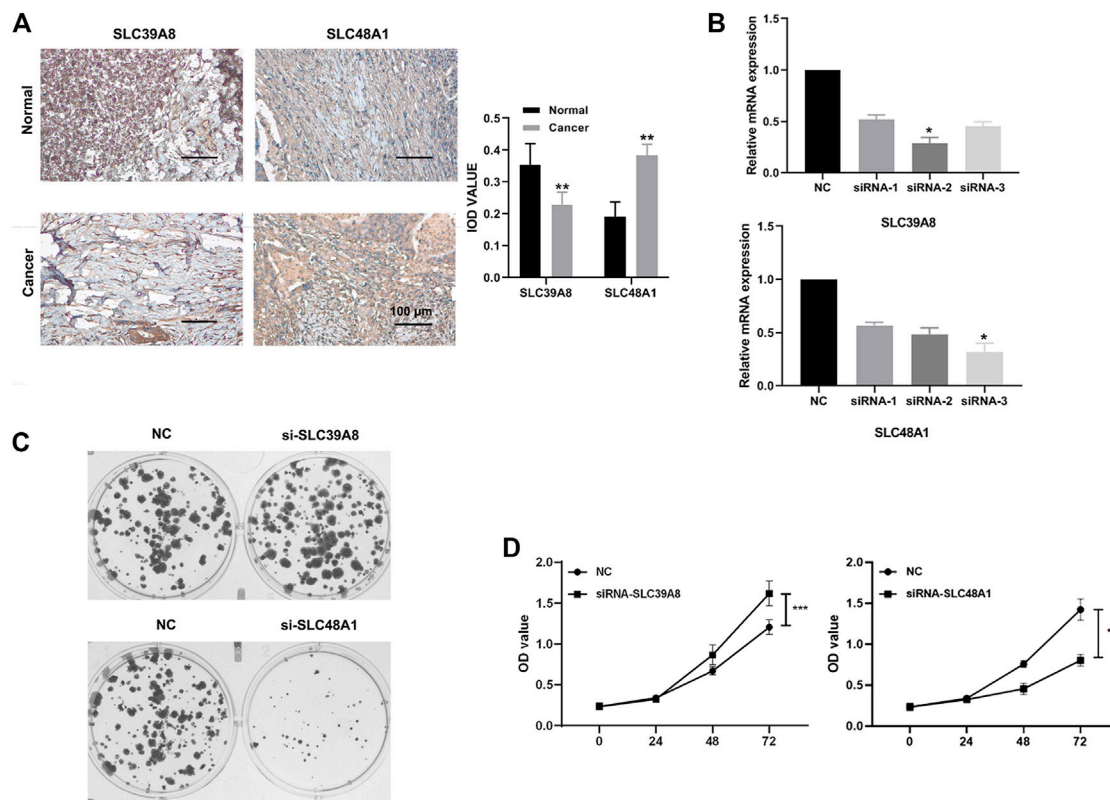 A
SLC39A8
SLC48A1
Normal
Cancer
100 µm
Normal
Cancer
IOD VALUE
0.5
0.4
0.3
0.2
0.1
0.0
**
**
SLC39A8
SLC48A1
B
Relative mRNA expression
1.5
1.0
0.5
0.0
*
NC
siRNA-1
siRNA-2
siRNA-3
SLC39A8
Relative mRNA expression
1.5
1.0
0.5
0.0
*
NC
siRNA-1
siRNA-2
siRNA-3
SLC48A1
C
NC
si-SLC39A8
NC
si-SLC48A1
D
OD value
2.0
1.5
1.0
0.5
0.0
NC
siRNA-SLC39A8
***
0
24
48
72
OD value
2.0
1.5
1.0
0.5
0.0
NC
siRNA-SLC48A1
0
24
48
72